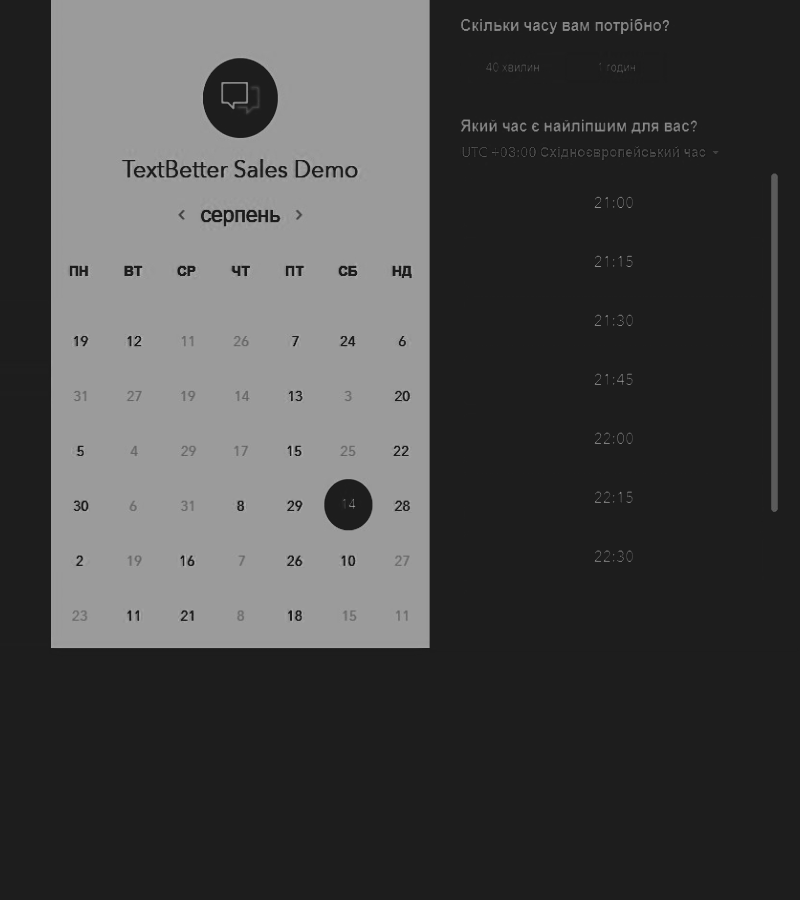 TextBetter Sales Demo
серпень
ПН ВТ СР ЧТ ПТ СБ НД
19 12 11 26 7 24 6
31 27 19 14 13 3 20
5 4 29 17 15 25 22
30 6 31 8 29 14 28
2 19 16 7 26 10 27
23 11 21 8 18 15 11
Скільки часу вам потрібно?
40 хвилин 1 годин
Який час є найліпшим для вас?
UTC +03:00 Східноєвропейський час
21:00
21:15
21:30
21:45
22:00
22:15
22:30